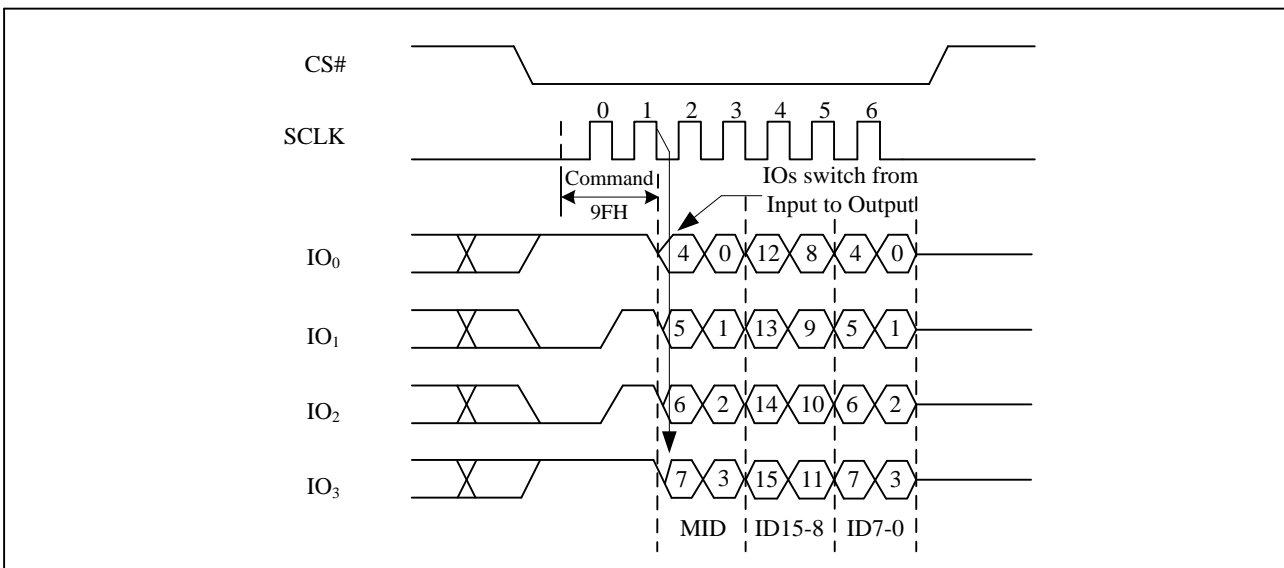 CS#
0 1 2 3 4 5 6
SCLK
Command
9FH
IOs switch from
Input to Output
IO₀
4 0 12 8 4 0
IO₁
5 1 13 9 5 1
IO₂
6 2 14 10 6 2
IO₃
7 3 15 11 7 3
MID ID15-8 ID7-0